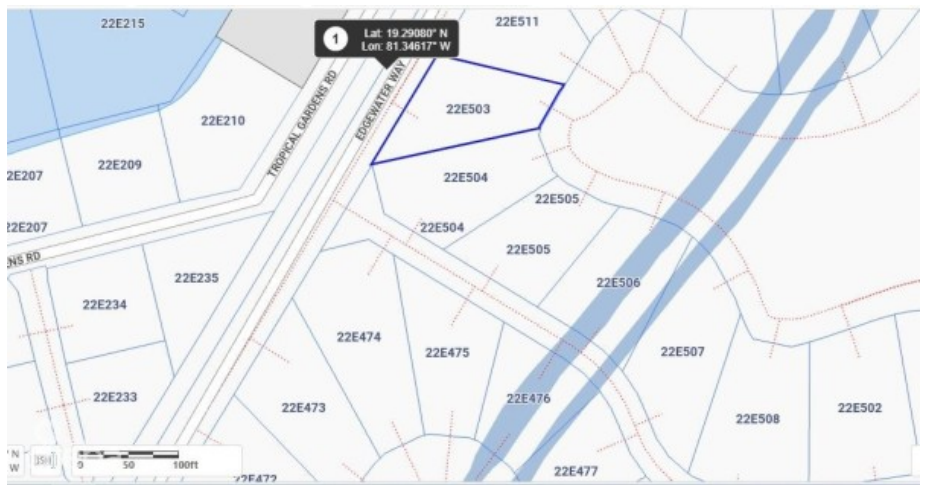 22E215
1
Lat: 19.29080° N
Lon: 81.34617° W
22E511
22E503
22E210
TROPICAL GARDENS RD
EDGEWATER WAY
22E209
22E207
22E504
22E505
22E207
22E504
22E505
NS RD
22E235
22E506
22E234
22E474
22E475
22E507
22E233
22E473
22E476
22E508
22E502
N
W
0 50 100ft
22E472
22E477